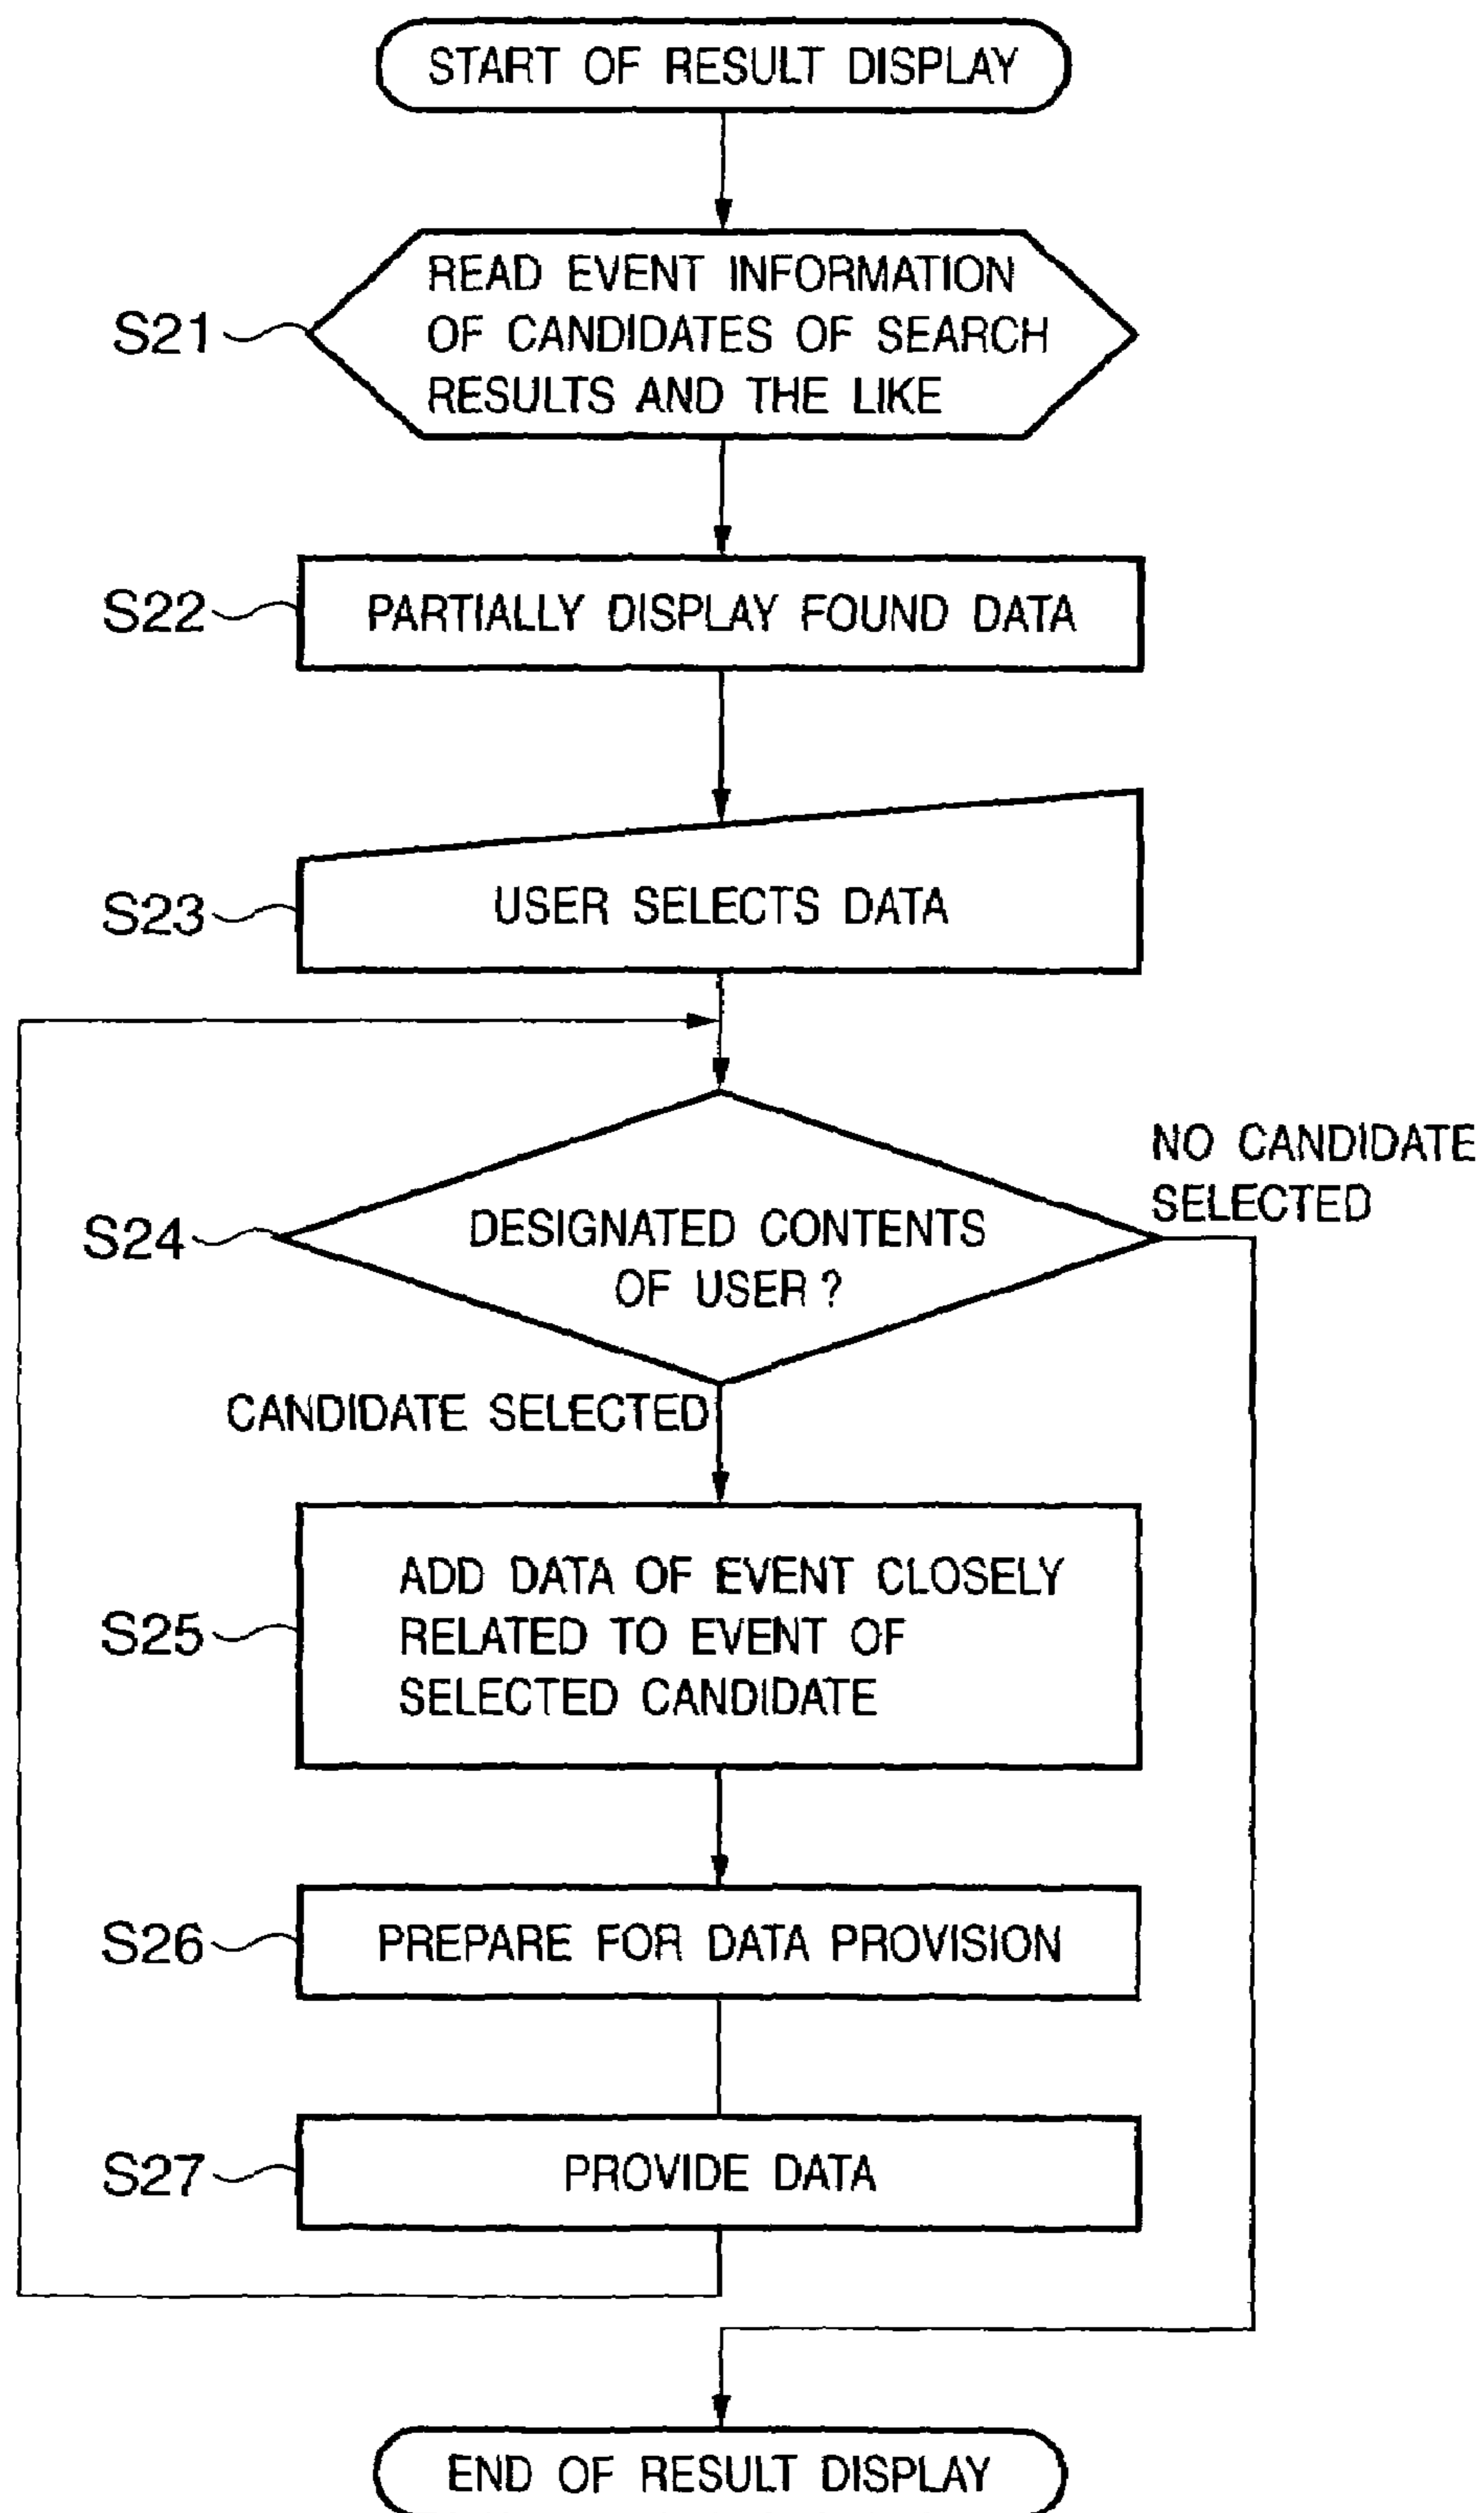 START OF RESULT DISPLAY
S21
READ EVENT INFORMATION
OF CANDIDATES OF SEARCH
RESULTS AND THE LIKE
S22
PARTIALLY DISPLAY FOUND DATA
S23
USER SELECTS DATA
NO CANDIDATE
SELECTED
S24
DESIGNATED CONTENTS
OF USER ?
CANDIDATE SELECTED
S25
ADD DATA OF EVENT CLOSELY
RELATED TO EVENT OF
SELECTED CANDIDATE
S26
PREPARE FOR DATA PROVISION
S27
PROVIDE DATA
END OF RESULT DISPLAY